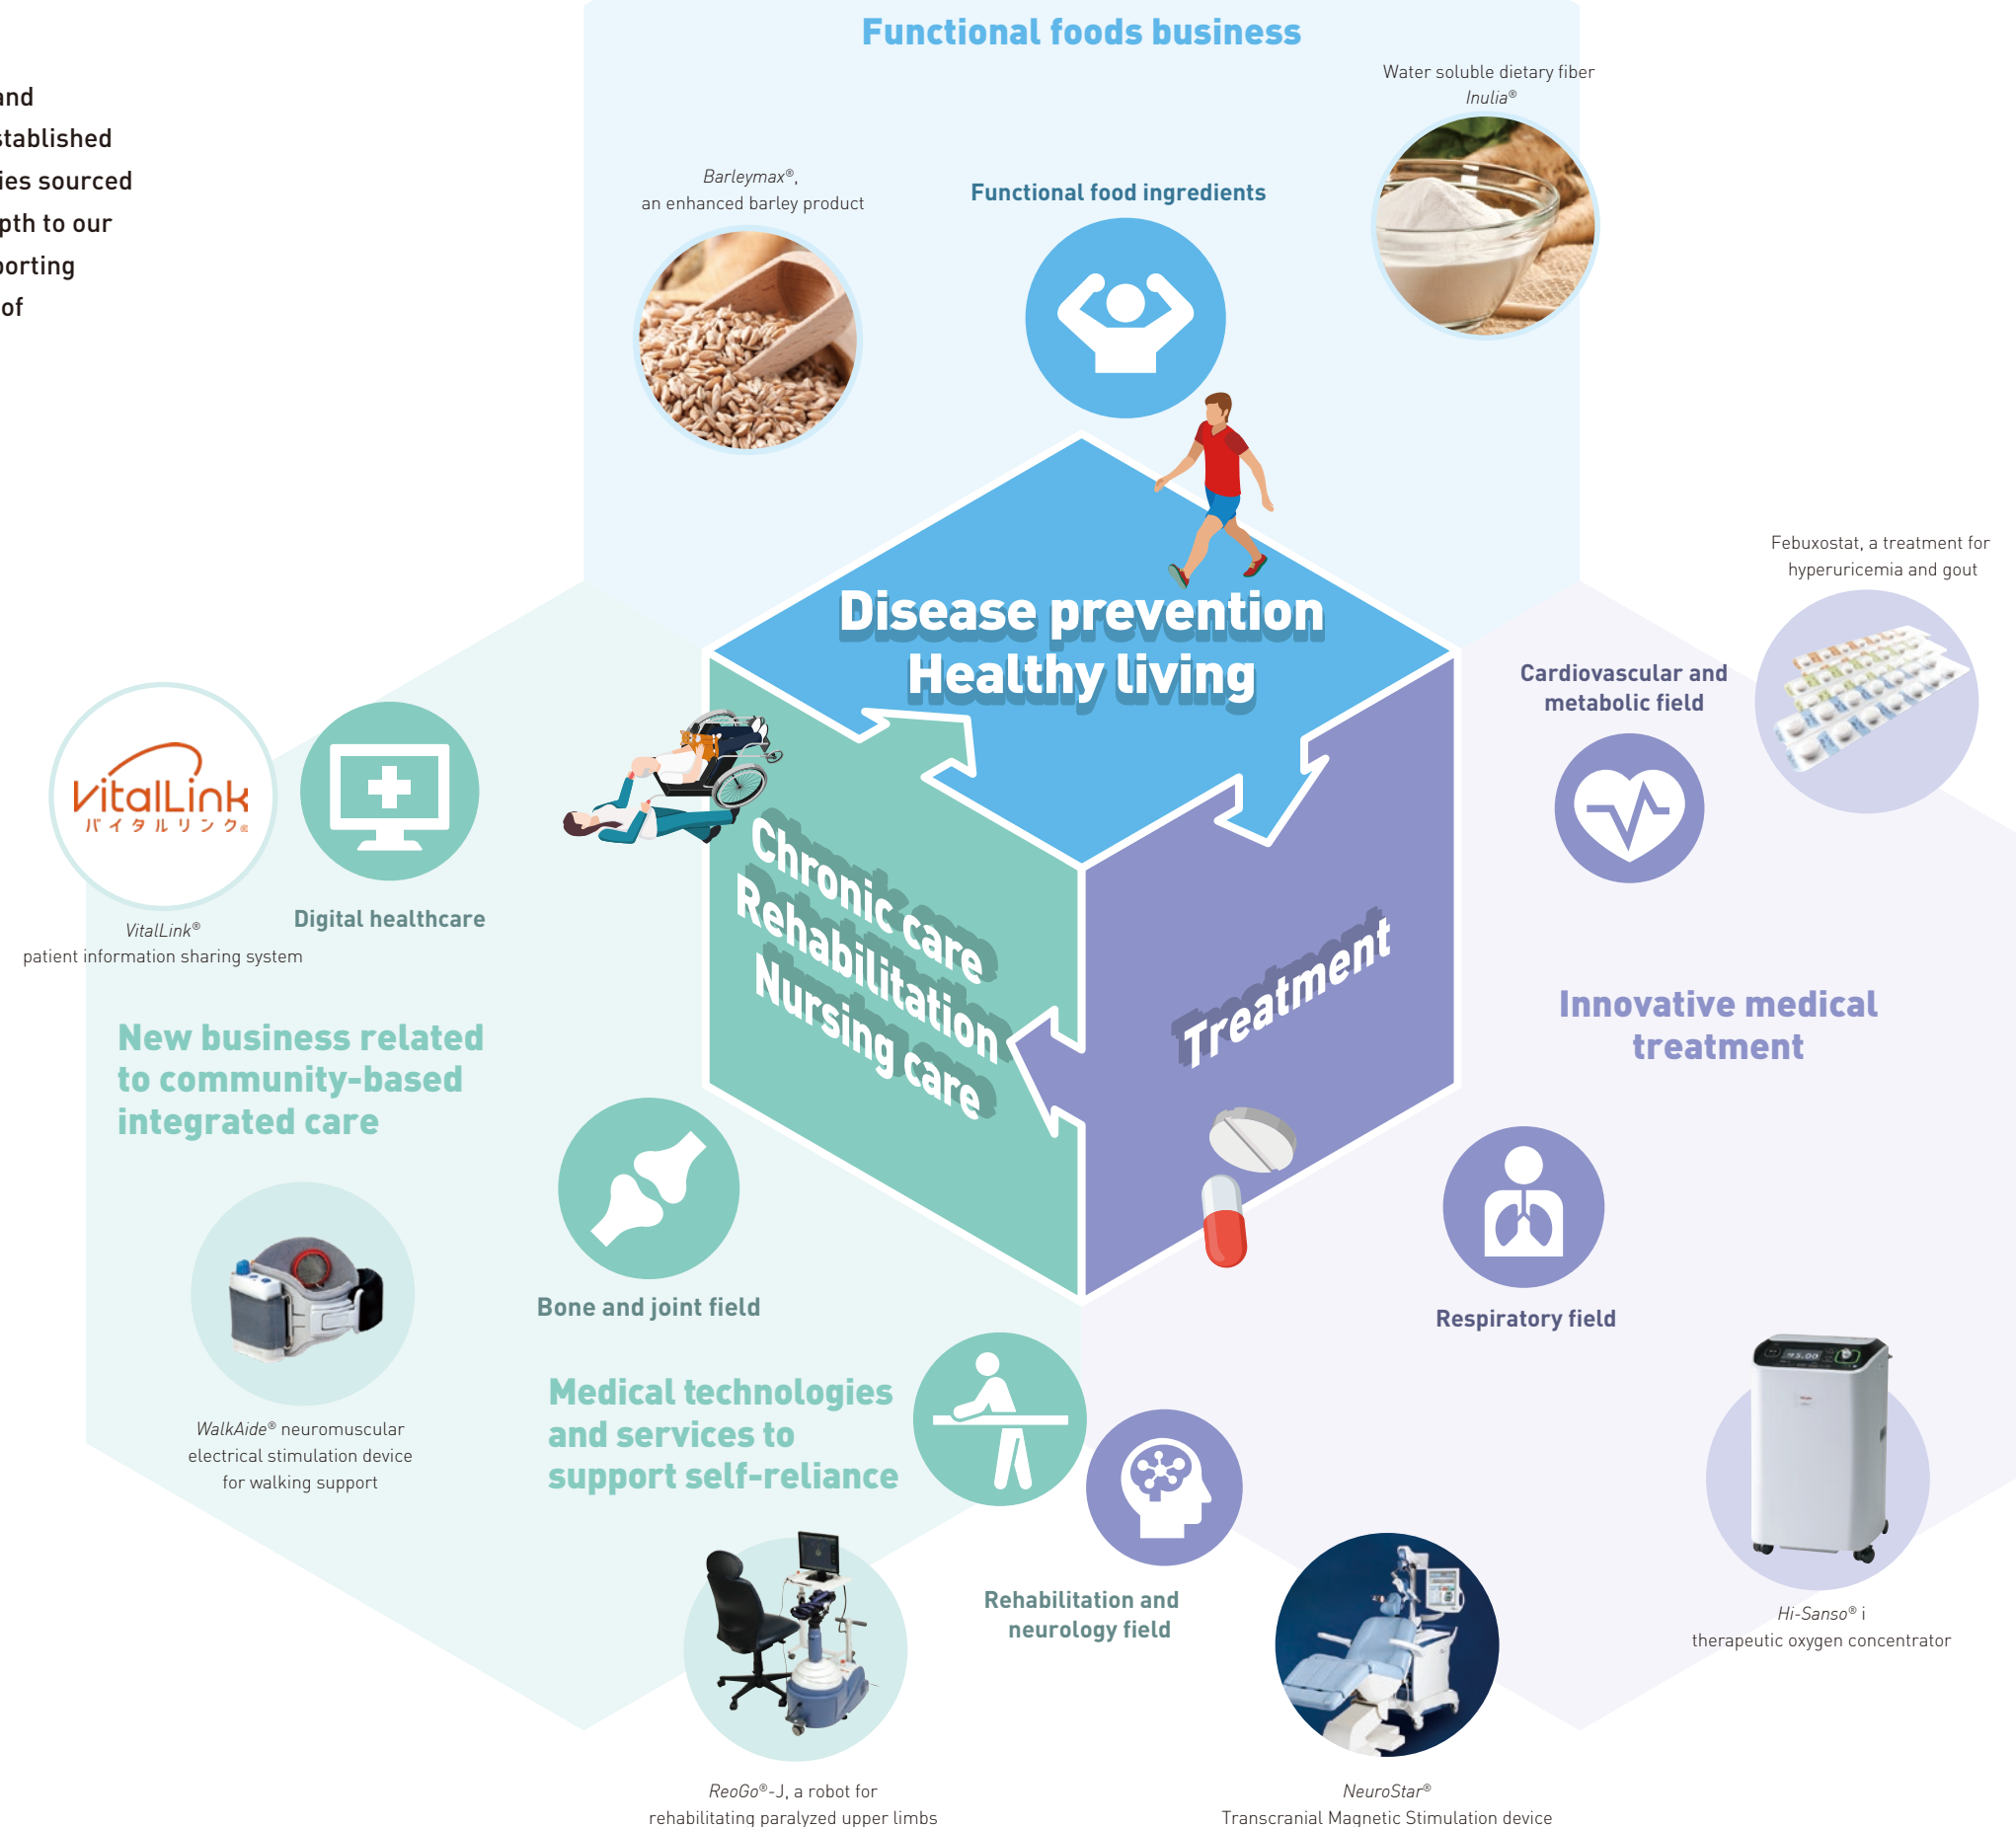 and
stablished
ies sourced
pth to our
porting
of
Functional foods business
Water soluble dietary fiber
Inulia®
Barleymax®,
an enhanced barley product
Functional food ingredients
Disease prevention
Healthy living
Febuxostat, a treatment for
hyperuricemia and gout
Cardiovascular and
metabolic field
VitalLink
バイタルリンク
VitalLink®
patient information sharing system
Digital healthcare
Chronic care
Rehabilitation
Nursing care
Treatment
Innovative medical
treatment
New business related
to community-based
integrated care
Bone and joint field
Respiratory field
WalkAide® neuromuscular
electrical stimulation device
for walking support
Medical technologies
and services to
support self-reliance
Rehabilitation and
neurology field
5.00
Hi-Sanso® i
therapeutic oxygen concentrator
ReoGo®-J, a robot for
rehabilitating paralyzed upper limbs
NeuroStar®
Transcranial Magnetic Stimulation device